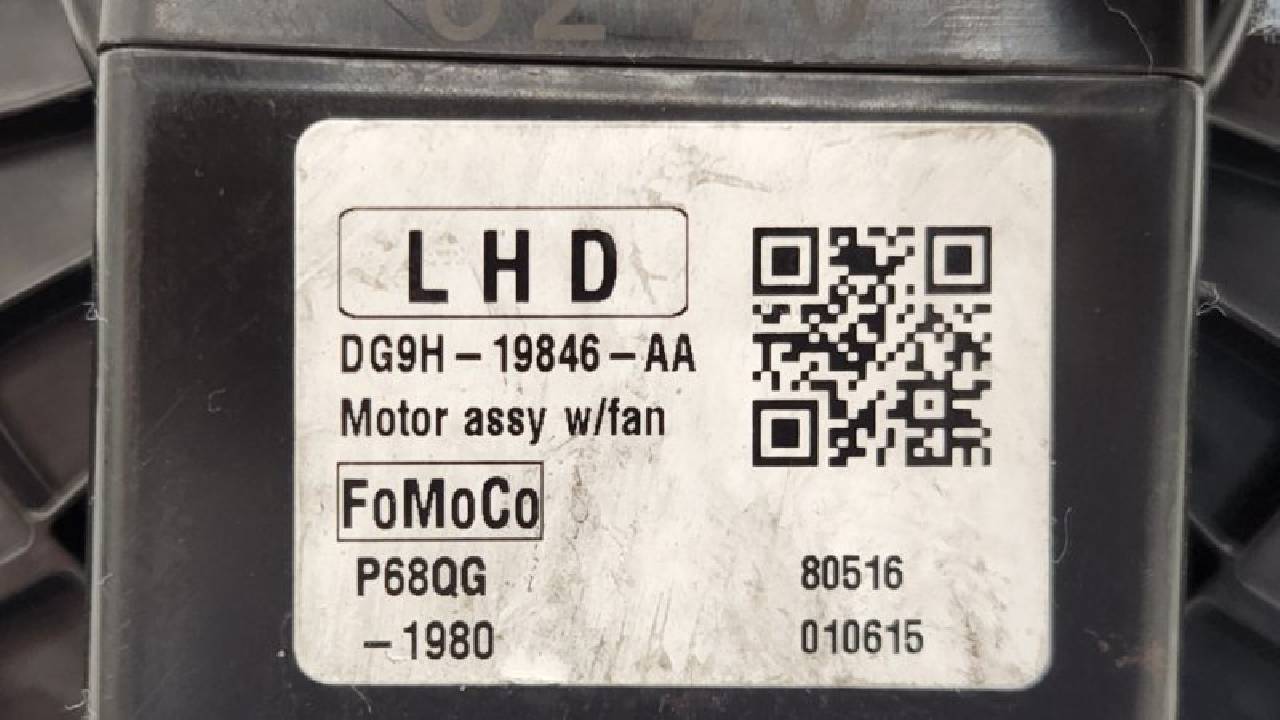 LHD
DG9H-19846-AA
Motor assy w/fan
FoMoCo
P68QG
-1980
80516
010615